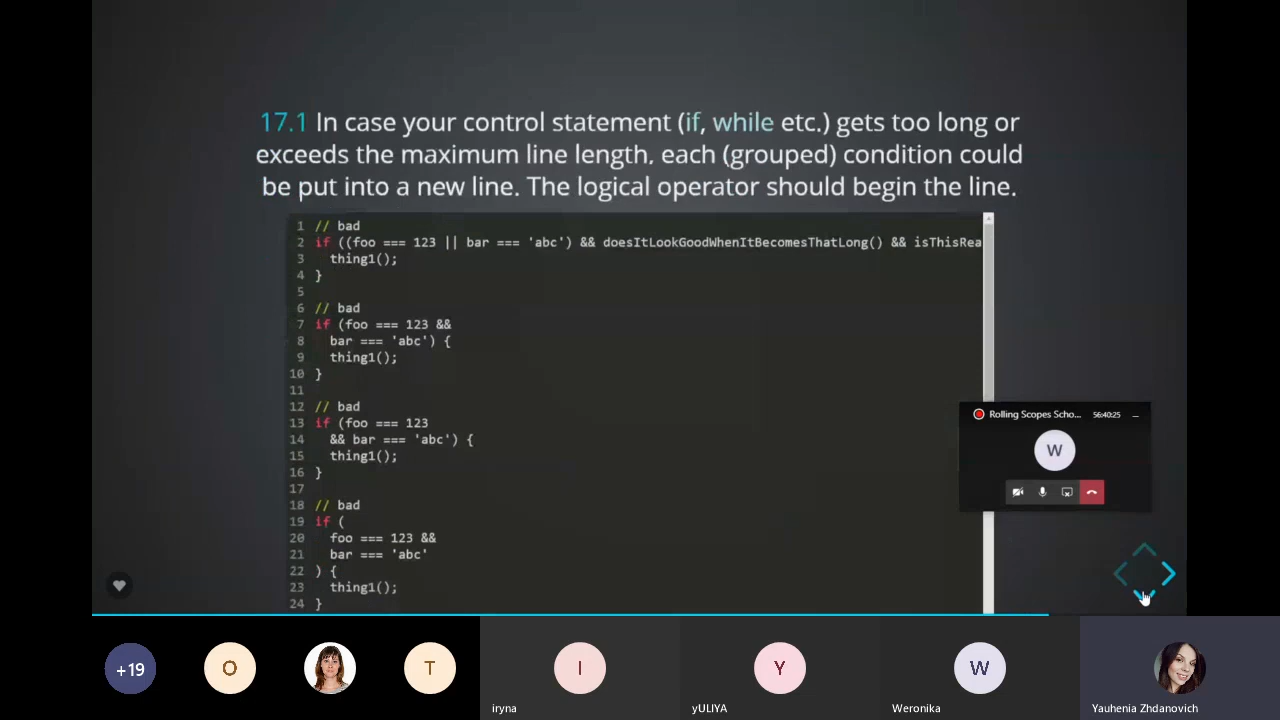 17.1 In case your control statement (if, while etc.) gets too long or
exceeds the maximum line length, each (grouped) condition could
be put into a new line. The logical operator should begin the line.
1 // bad
2 if ((foo === 123 || bar === 'abc') && doesItLookGoodWhenItBecomesThatLong() && isThisRea
3 thing1();
4 }
5
6 // bad
7 if (foo === 123 &&
8 bar === 'abc') {
9 thing1();
10 }
11
12 // bad
13 if (foo === 123
14 && bar === 'abc') {
15 thing1();
16 }
17
18 // bad
19 if (
20 foo === 123 &&
21 bar === 'abc'
22 ) {
23 thing1();
24 }
Rolling Scopes Scho... 56:40:25
W
+19
O
T
I
iryna
Y
yULIYA
W
Weronika
Yauhenia Zhdanovich